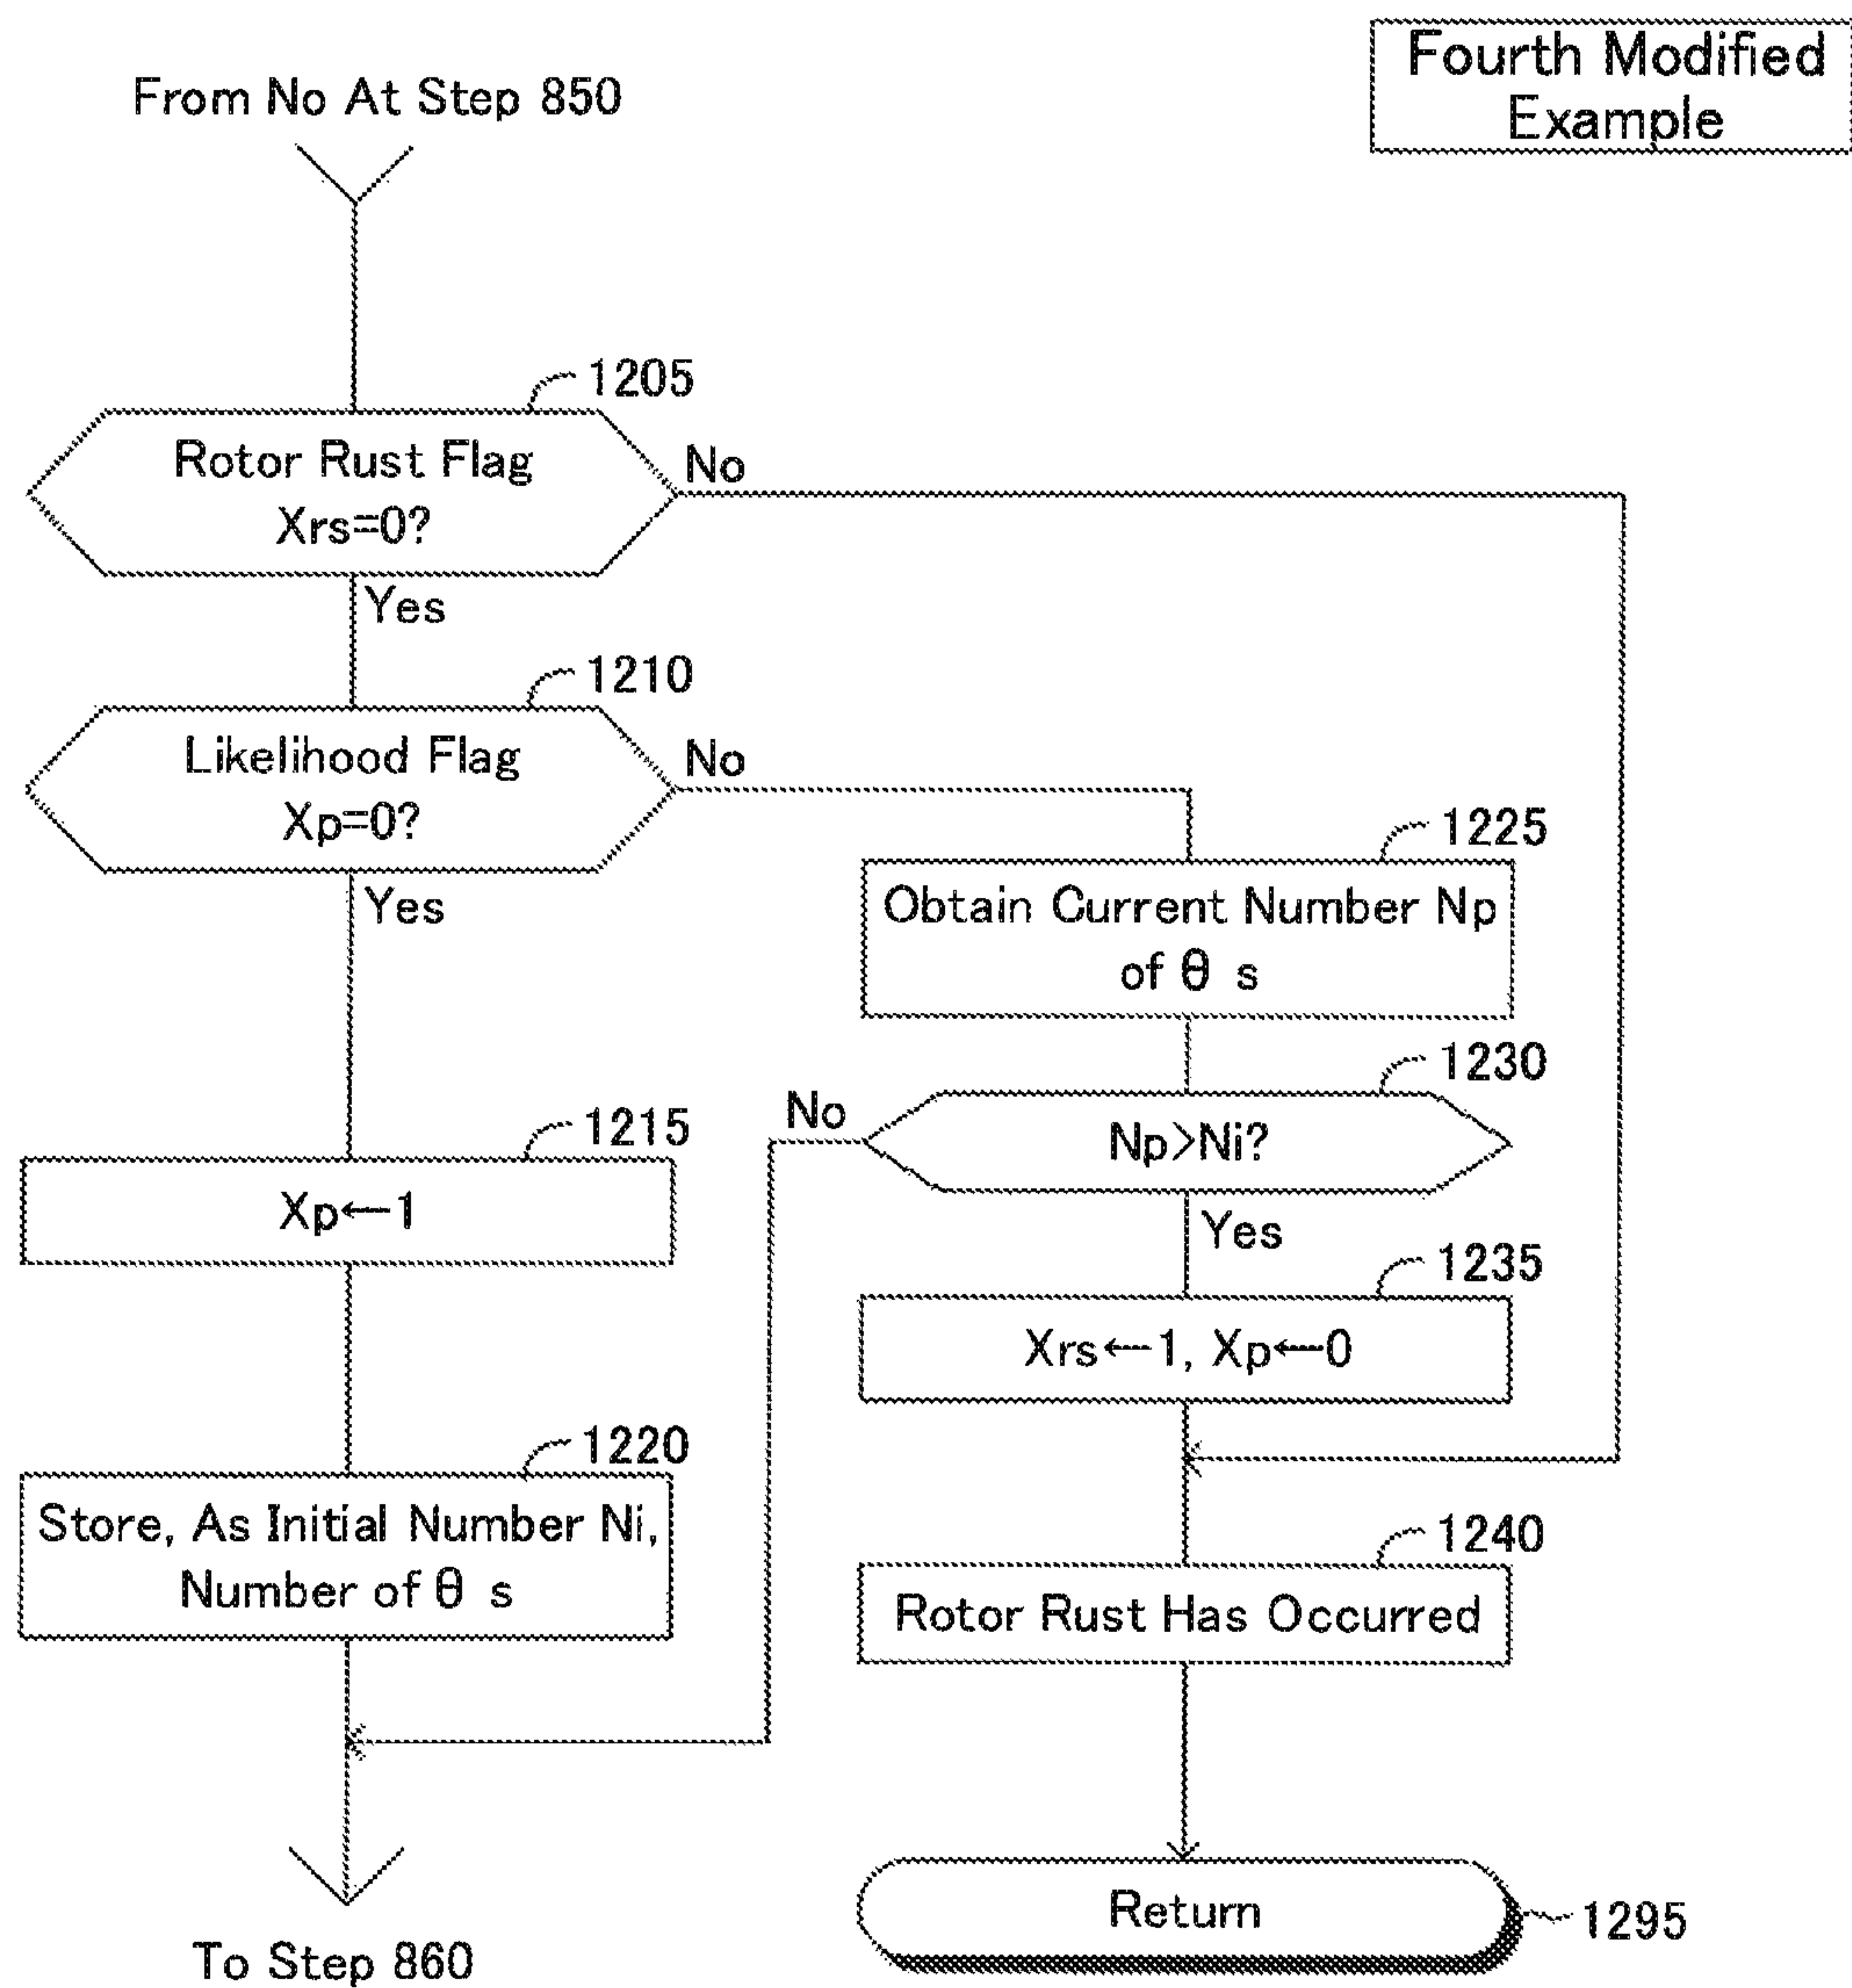 Fourth Modified
Example
From No At Step 850
1205
Rotor Rust Flag
Xrs=0?
No
Yes
1210
Likelihood Flag
Xp=0?
No
Yes
1225
Obtain Current Number Np
of θ s
1230
Np>Ni?
No
Yes
1215
Xp←1
1235
Xrs←1, Xp←0
1220
Store, As Initial Number Ni,
Number of θ s
1240
Rotor Rust Has Occurred
Return
1295
To Step 860